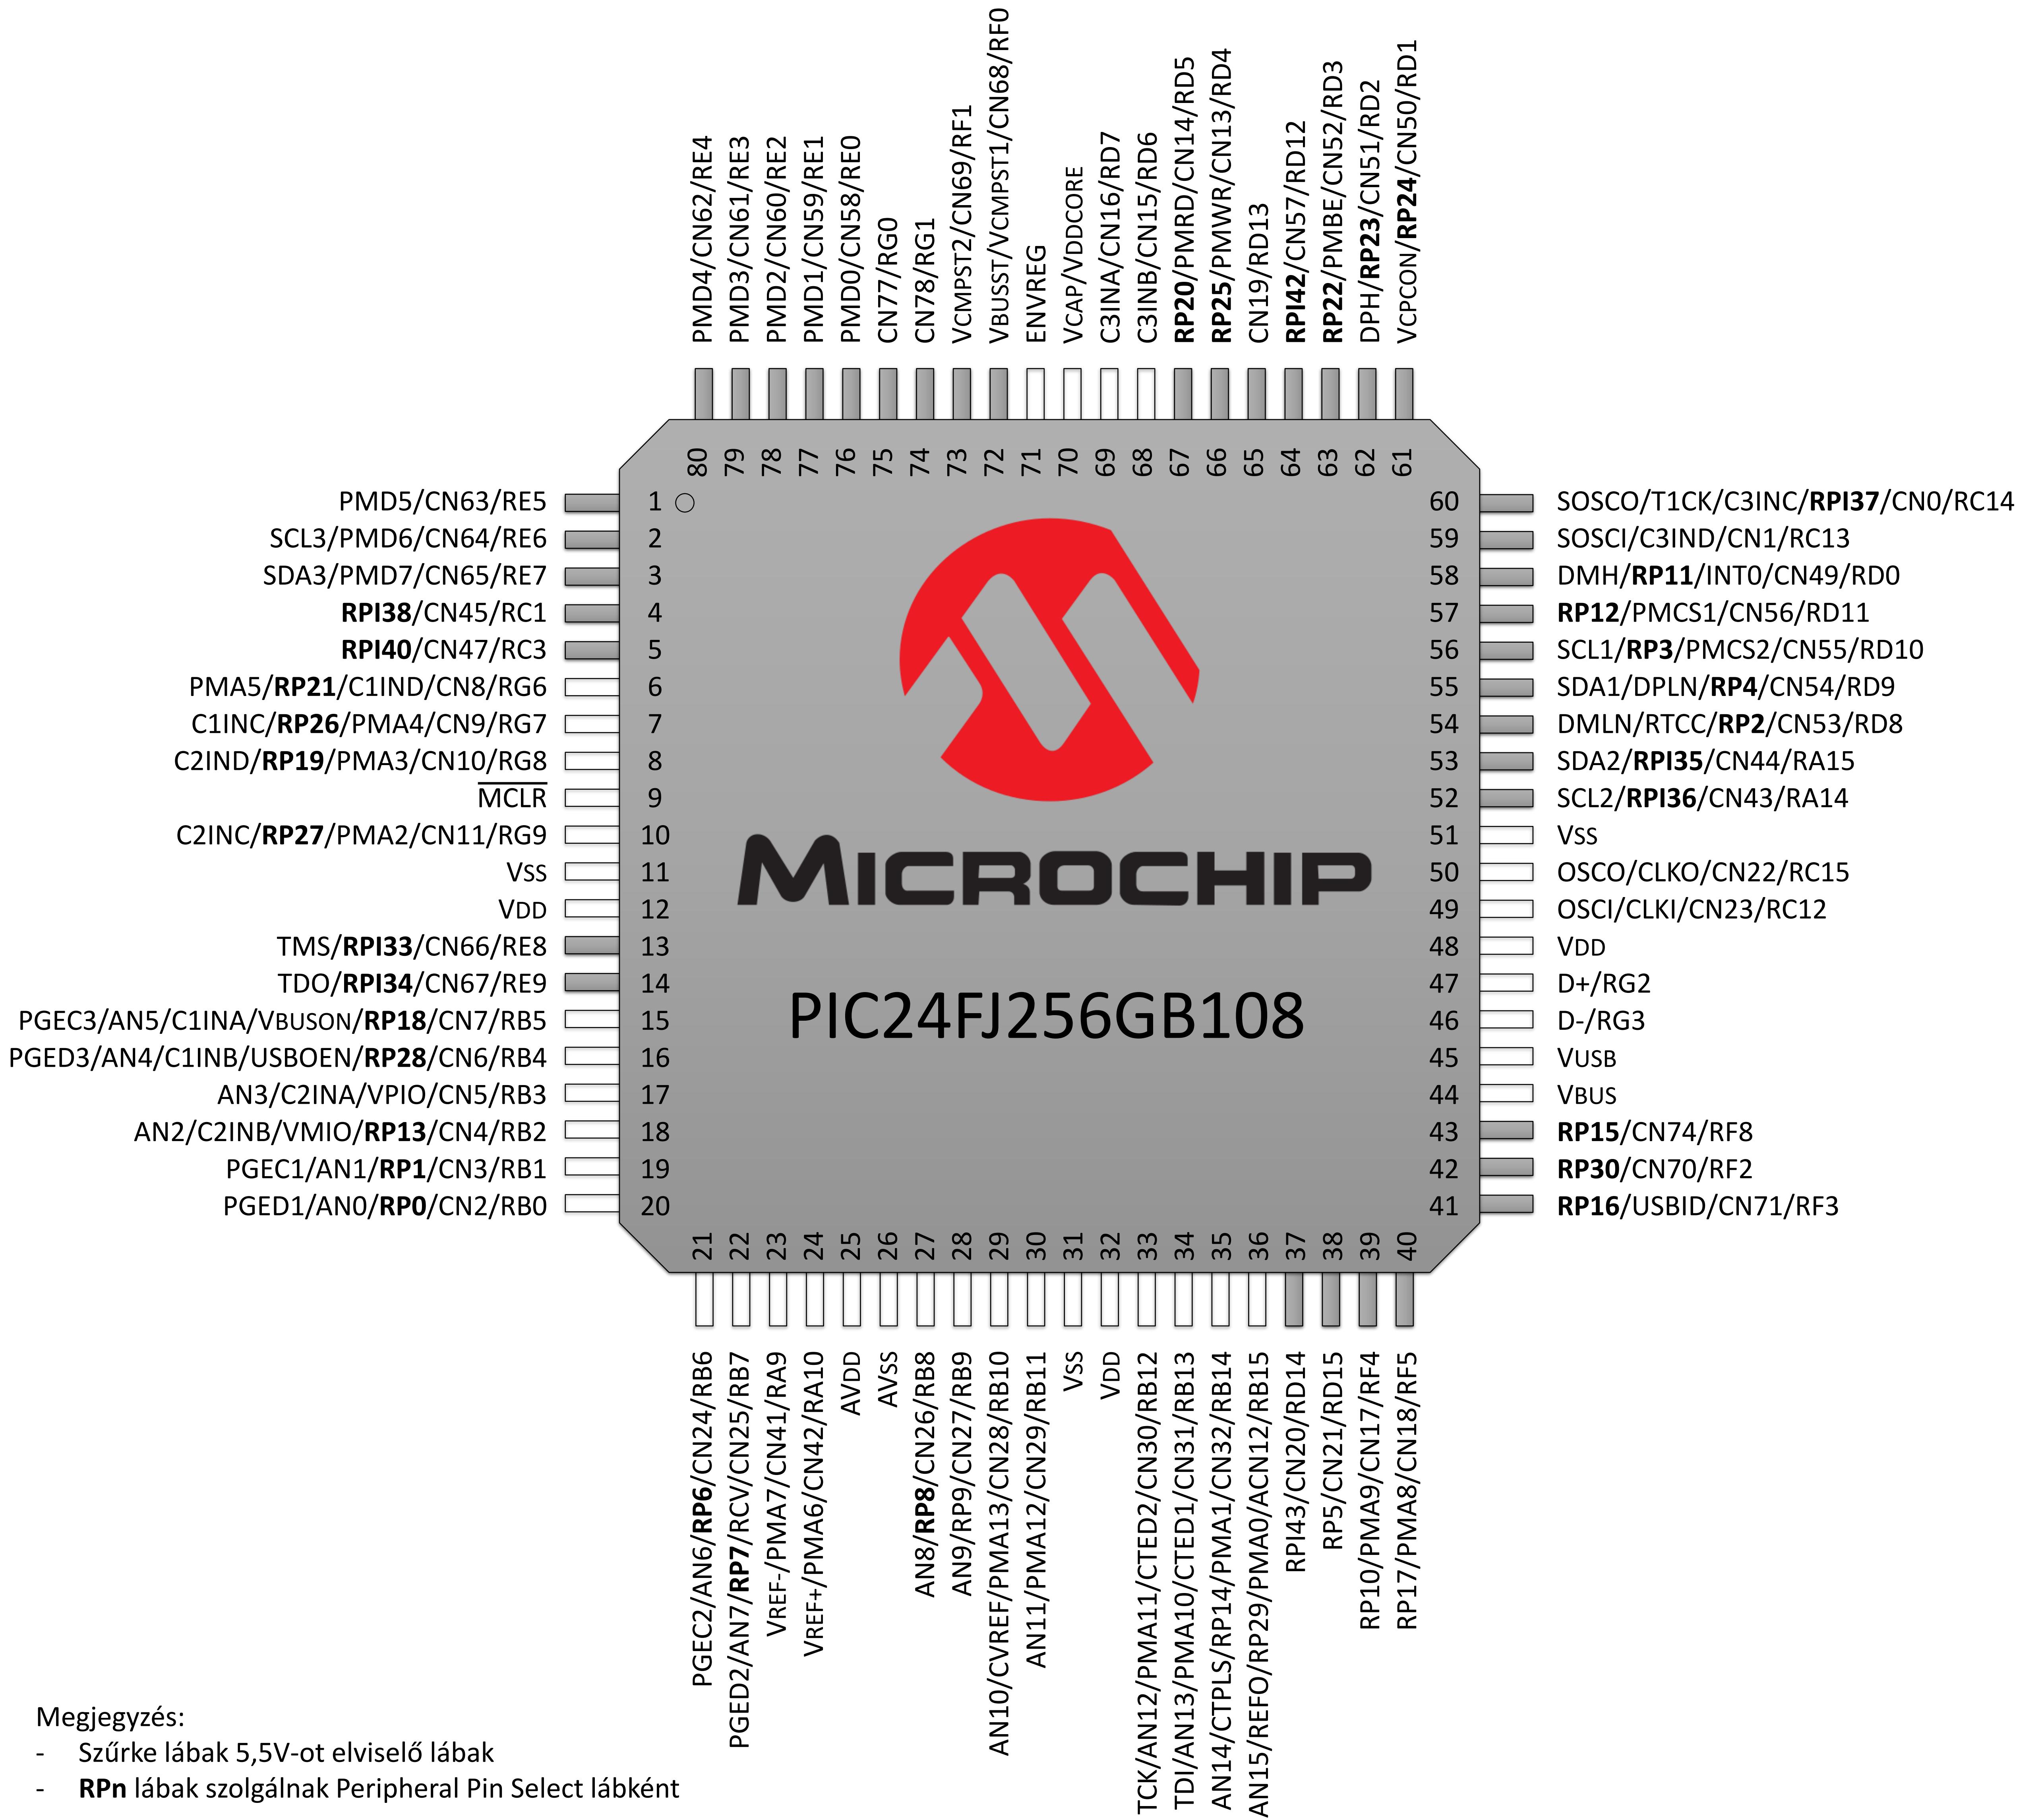 PMD4/CN62/RE4
PMD3/CN61/RE3
PMD2/CN60/RE2
PMD1/CN59/RE1
PMD0/CN58/RE0
CN77/RG0
CN78/RG1
VCMPST2/CN69/RF1
VBUSST/VCMPST1/CN68/RF0
ENVREG
VCAP/VDDCORE
C3INA/CN16/RD7
C3INB/CN15/RD6
RP20/PMRD/CN14/RD5
RP25/PMWR/CN13/RD4
CN19/RD13
RPI42/CN57/RD12
RP22/PMBE/CN52/RD3
DPH/RP23/CN51/RD2
VCPCON/RP24/CN50/RD1
80 79 78 77 76 75 74 73 72 71 70 69 68 67 66 65 64 63 62 61
PMD5/CN63/RE5 1
SCL3/PMD6/CN64/RE6 2
SDA3/PMD7/CN65/RE7 3
RPI38/CN45/RC1 4
RPI40/CN47/RC3 5
PMA5/RP21/C1IND/CN8/RG6 6
C1INC/RP26/PMA4/CN9/RG7 7
C2IND/RP19/PMA3/CN10/RG8 8
MCLR 9
C2INC/RP27/PMA2/CN11/RG9 10
VSS 11
VDD 12
TMS/RPI33/CN66/RE8 13
TDO/RPI34/CN67/RE9 14
PGEC3/AN5/C1INA/VBUSON/RP18/CN7/RB5 15
PGED3/AN4/C1INB/USBOEN/RP28/CN6/RB4 16
AN3/C2INA/VPIO/CN5/RB3 17
AN2/C2INB/VMIO/RP13/CN4/RB2 18
PGEC1/AN1/RP1/CN3/RB1 19
PGED1/AN0/RP0/CN2/RB0 20
MICROCHIP
PIC24FJ256GB108
60 SOSCO/T1CK/C3INC/RPI37/CN0/RC14
59 SOSCI/C3IND/CN1/RC13
58 DMH/RP11/INT0/CN49/RD0
57 RP12/PMCS1/CN56/RD11
56 SCL1/RP3/PMCS2/CN55/RD10
55 SDA1/DPLN/RP4/CN54/RD9
54 DMLN/RTCC/RP2/CN53/RD8
53 SDA2/RPI35/CN44/RA15
52 SCL2/RPI36/CN43/RA14
51 VSS
50 OSCO/CLKO/CN22/RC15
49 OSCI/CLKI/CN23/RC12
48 VDD
47 D+/RG2
46 D-/RG3
45 VUSB
44 VBUS
43 RP15/CN74/RF8
42 RP30/CN70/RF2
41 RP16/USBID/CN71/RF3
21 22 23 24 25 26 27 28 29 30 31 32 33 34 35 36 37 38 39 40
PGEC2/AN6/RP6/CN24/RB6
PGED2/AN7/RP7/RCV/CN25/RB7
VREF-/PMA7/CN41/RA9
VREF+/PMA6/CN42/RA10
AVDD
AVSS
AN8/RP8/CN26/RB8
AN9/RP9/CN27/RB9
AN10/CVREF/PMA13/CN28/RB10
AN11/PMA12/CN29/RB11
VSS
VDD
TCK/AN12/PMA11/CTED2/CN30/RB12
TDI/AN13/PMA10/CTED1/CN31/RB13
AN14/CTPLS/RP14/PMA1/CN32/RB14
AN15/REFO/RP29/PMA0/ACN12/RB15
RPI43/CN20/RD14
RP5/CN21/RD15
RP10/PMA9/CN17/RF4
RP17/PMA8/CN18/RF5
Megjegyzés:
- Szűrke lábak 5,5V-ot elviselő lábak
- RPn lábak szolgálnak Peripheral Pin Select lábként